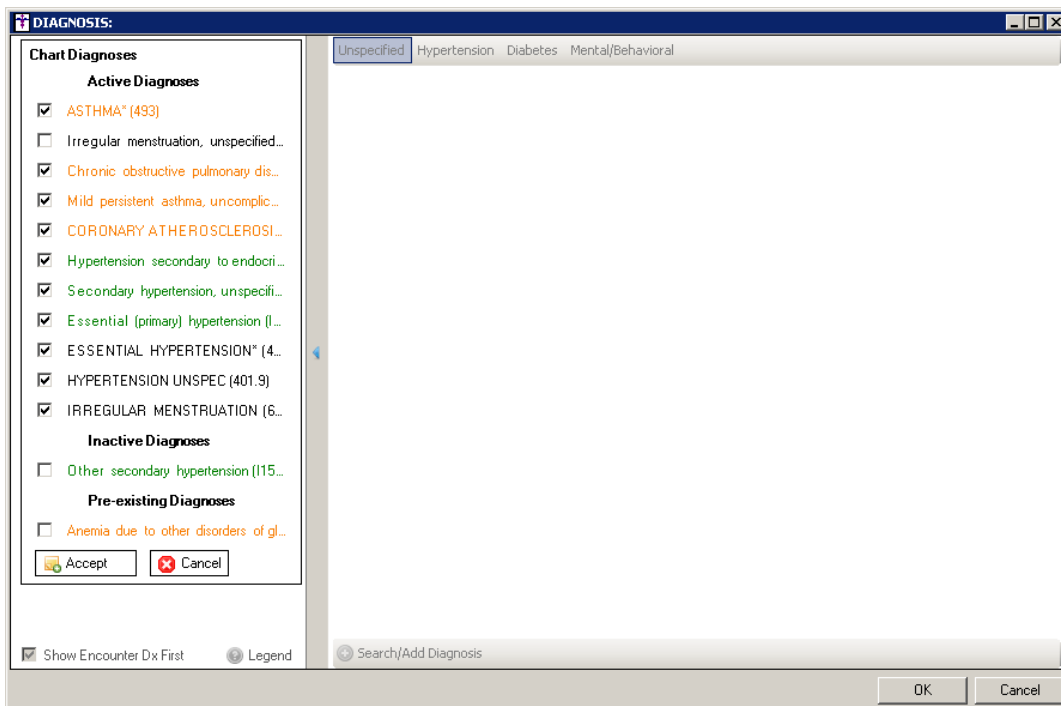 DIAGNOSIS:
Chart Diagnoses
Active Diagnoses
ASTHMA* (493)
Irregular menstruation, unspecified...
Chronic obstructive pulmonary dis...
Mild persistent asthma, uncomplic...
CORONARY ATHEROSCLEROSI...
Hypertension secondary to endocri...
Secondary hypertension, unspecifi...
Essential (primary) hypertension (I...
ESSENTIAL HYPERTENSION* (4...
HYPERTENSION UNSPEC (401.9)
IRREGULAR MENSTRUATION (6...
Inactive Diagnoses
Other secondary hypertension (I15...
Pre-existing Diagnoses
Anemia due to other disorders of gl...
Accept Cancel
Show Encounter Dx First Legend
Unspecified Hypertension Diabetes Mental/Behavioral
Search/Add Diagnosis
OK Cancel